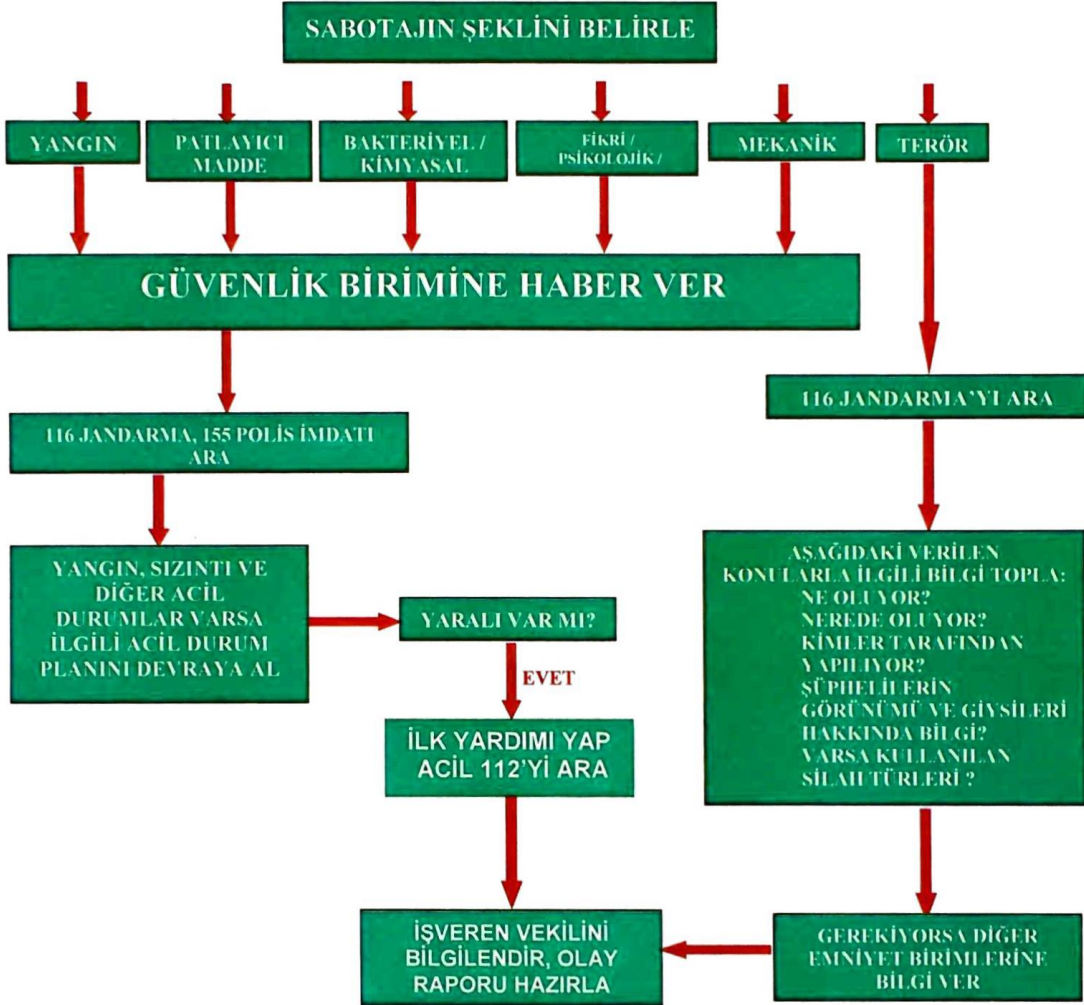 SABOTAJIN ŞEKLİNİ BELİRLE
YANGIN
PATLAYICI
MADDE
BAKTERİYEL /
KİMYASAL
FİKRİ /
PSİKOLOJİK /
MEKANİK
TERÖR
GÜVENLİK BİRİMİNE HABER VER
116 JANDARMA, 155 POLİS İMDATI
ARA
116 JANDARMA'YI ARA
YANGIN, SIZINTI VE
DİĞER ACİL
DURUMLAR VARSA
İLGİLİ ACİL DURUM
PLANINI DEVRAYA AL
YARALI VAR MI?
EVET
İLK YARDIMI YAP
ACİL 112'Yİ ARA
AŞAĞIDAKİ VERİLEN
KONULARLA İLGİLİ BİLGİ TOPLA:
NE OLUYOR?
NEREDE OLUYOR?
KİMLER TARAFINDAN
YAPILIYOR?
ŞÜPHELİLERİN
GÖRÜNÜMÜ VE GİYSİLERİ
HAKKINDA BİLGİ?
VARSA KULLANILAN
SİLAH TÜRLERİ ?
İŞVEREN VEKİLİNİ
BİLGİLENDİR, OLAY
RAPORU HAZIRLA
GEREKİYORSA DİĞER
EMNİYET BİRİMLERİNE
BİLGİ VER